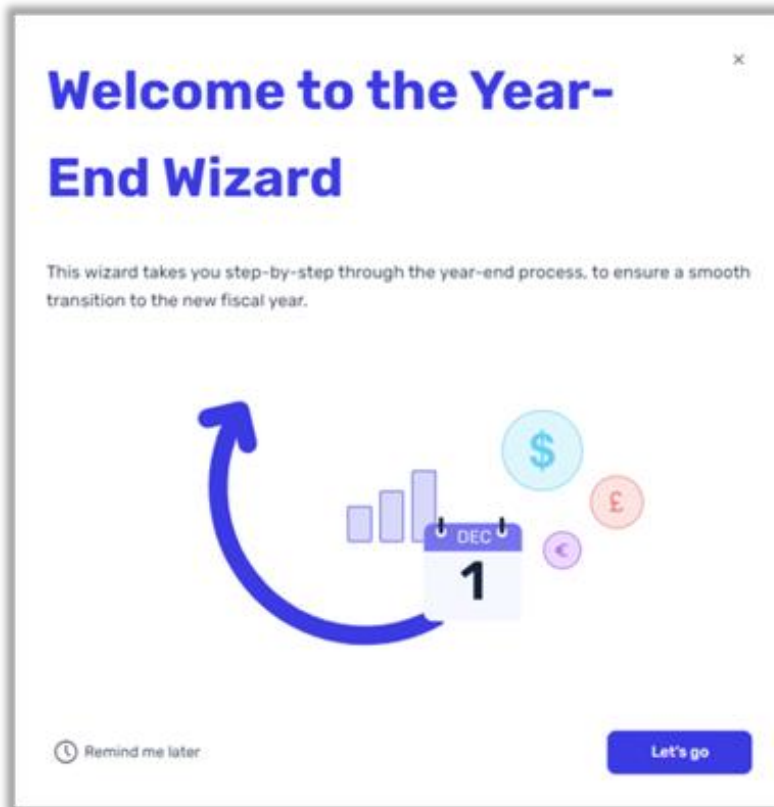 Welcome to the Year-
End Wizard
This wizard takes you step-by-step through the year-end process, to ensure a smooth
transition to the new fiscal year.
$
£
€
DEC
1
Remind me later
Let's go